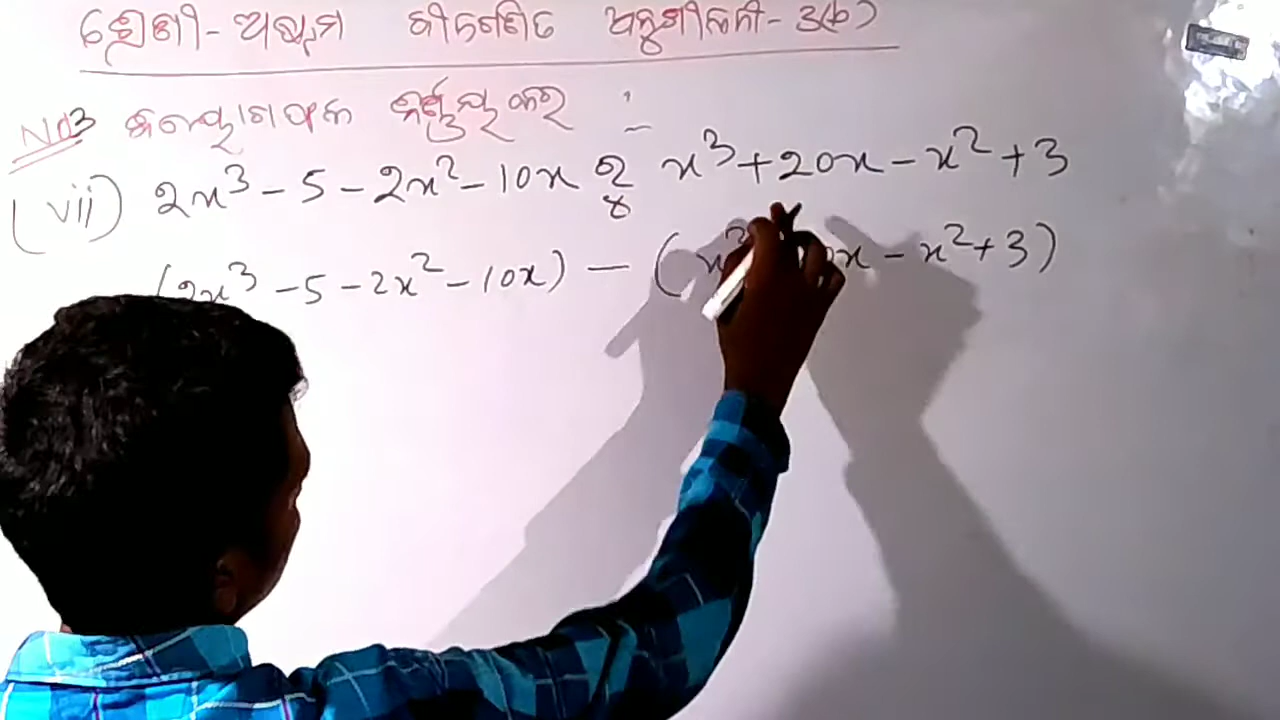 ଶ୍ରେଣୀ - ଅଷ୍ଟମ ବୀଜଗଣିତ ଅନୁଶୀଳନୀ - 3(b)
No3 ବିୟୋଗଫଳ ନିର୍ଣ୍ଣୟ କର :-
(vii) 2x³ - 5 - 2x² - 10x ରୁ x³ + 20x - x² + 3
(2x³ - 5 - 2x² - 10x) - (x x - x² + 3)